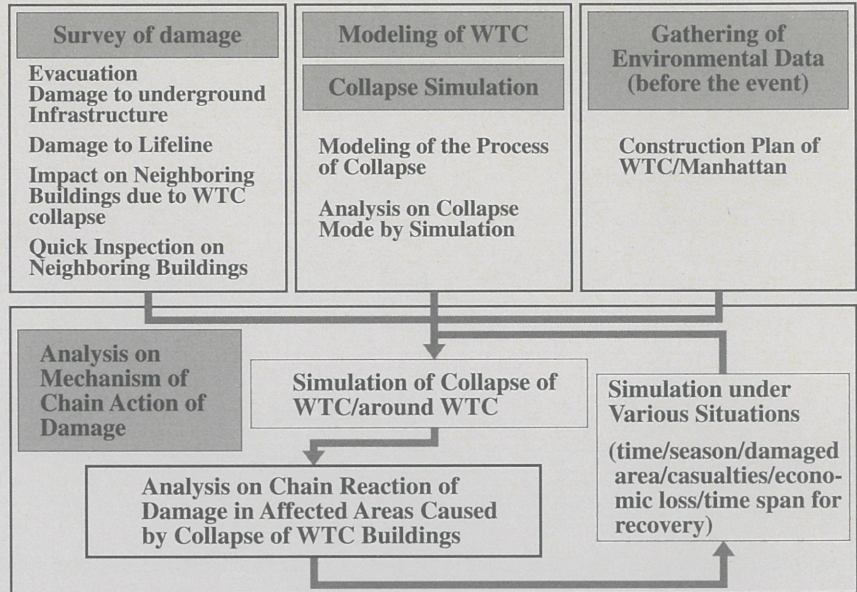 Survey of damage
Evacuation
Damage to underground
Infrastructure
Damage to Lifeline
Impact on Neighboring
Buildings due to WTC
collapse
Quick Inspection on
Neighboring Buildings
Modeling of WTC
Collapse Simulation
Modeling of the Process
of Collapse
Analysis on Collapse
Mode by Simulation
Gathering of
Environmental Data
(before the event)
Construction Plan of
WTC/Manhattan
Analysis on
Mechanism of
Chain Action of
Damage
Simulation of Collapse of
WTC/around WTC
Analysis on Chain Reaction of
Damage in Affected Areas Caused
by Collapse of WTC Buildings
Simulation under
Various Situations
(time/season/damaged
area/casualties/econo-
mic loss/time span for
recovery)